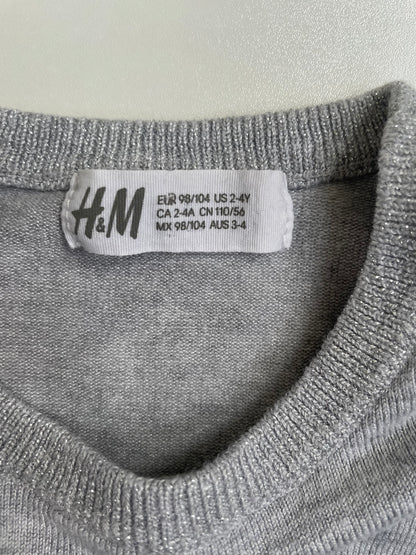 H&M
EUR 98/104 US 2-4Y
CA 2-4A CN 110/56
MX 98/104 AUS 3-4